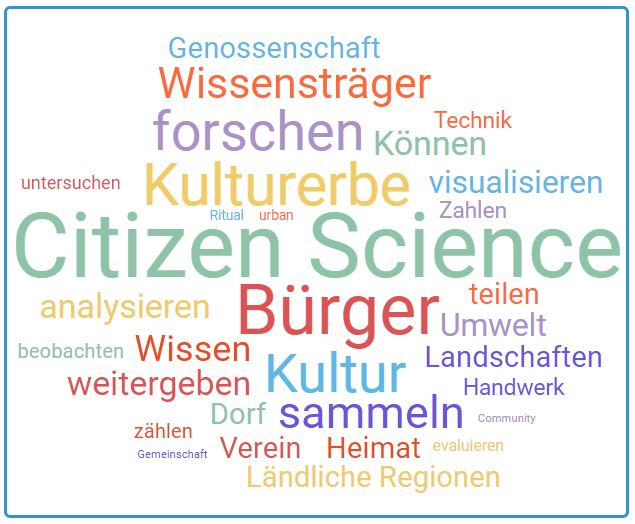 Genossenschaft
Wissensträger
forschen
Technik
Können
Kulturerbe
untersuchen
visualisieren
Ritual
urban
Zahlen
Citizen Science
Bürger
teilen
analysieren
Umwelt
Wissen
beobachten
Landschaften
Kultur
weitergeben
Handwerk
Dorf
sammeln
Community
zählen
Verein
Heimat
evaluieren
Gemeinschaft
Ländliche Regionen